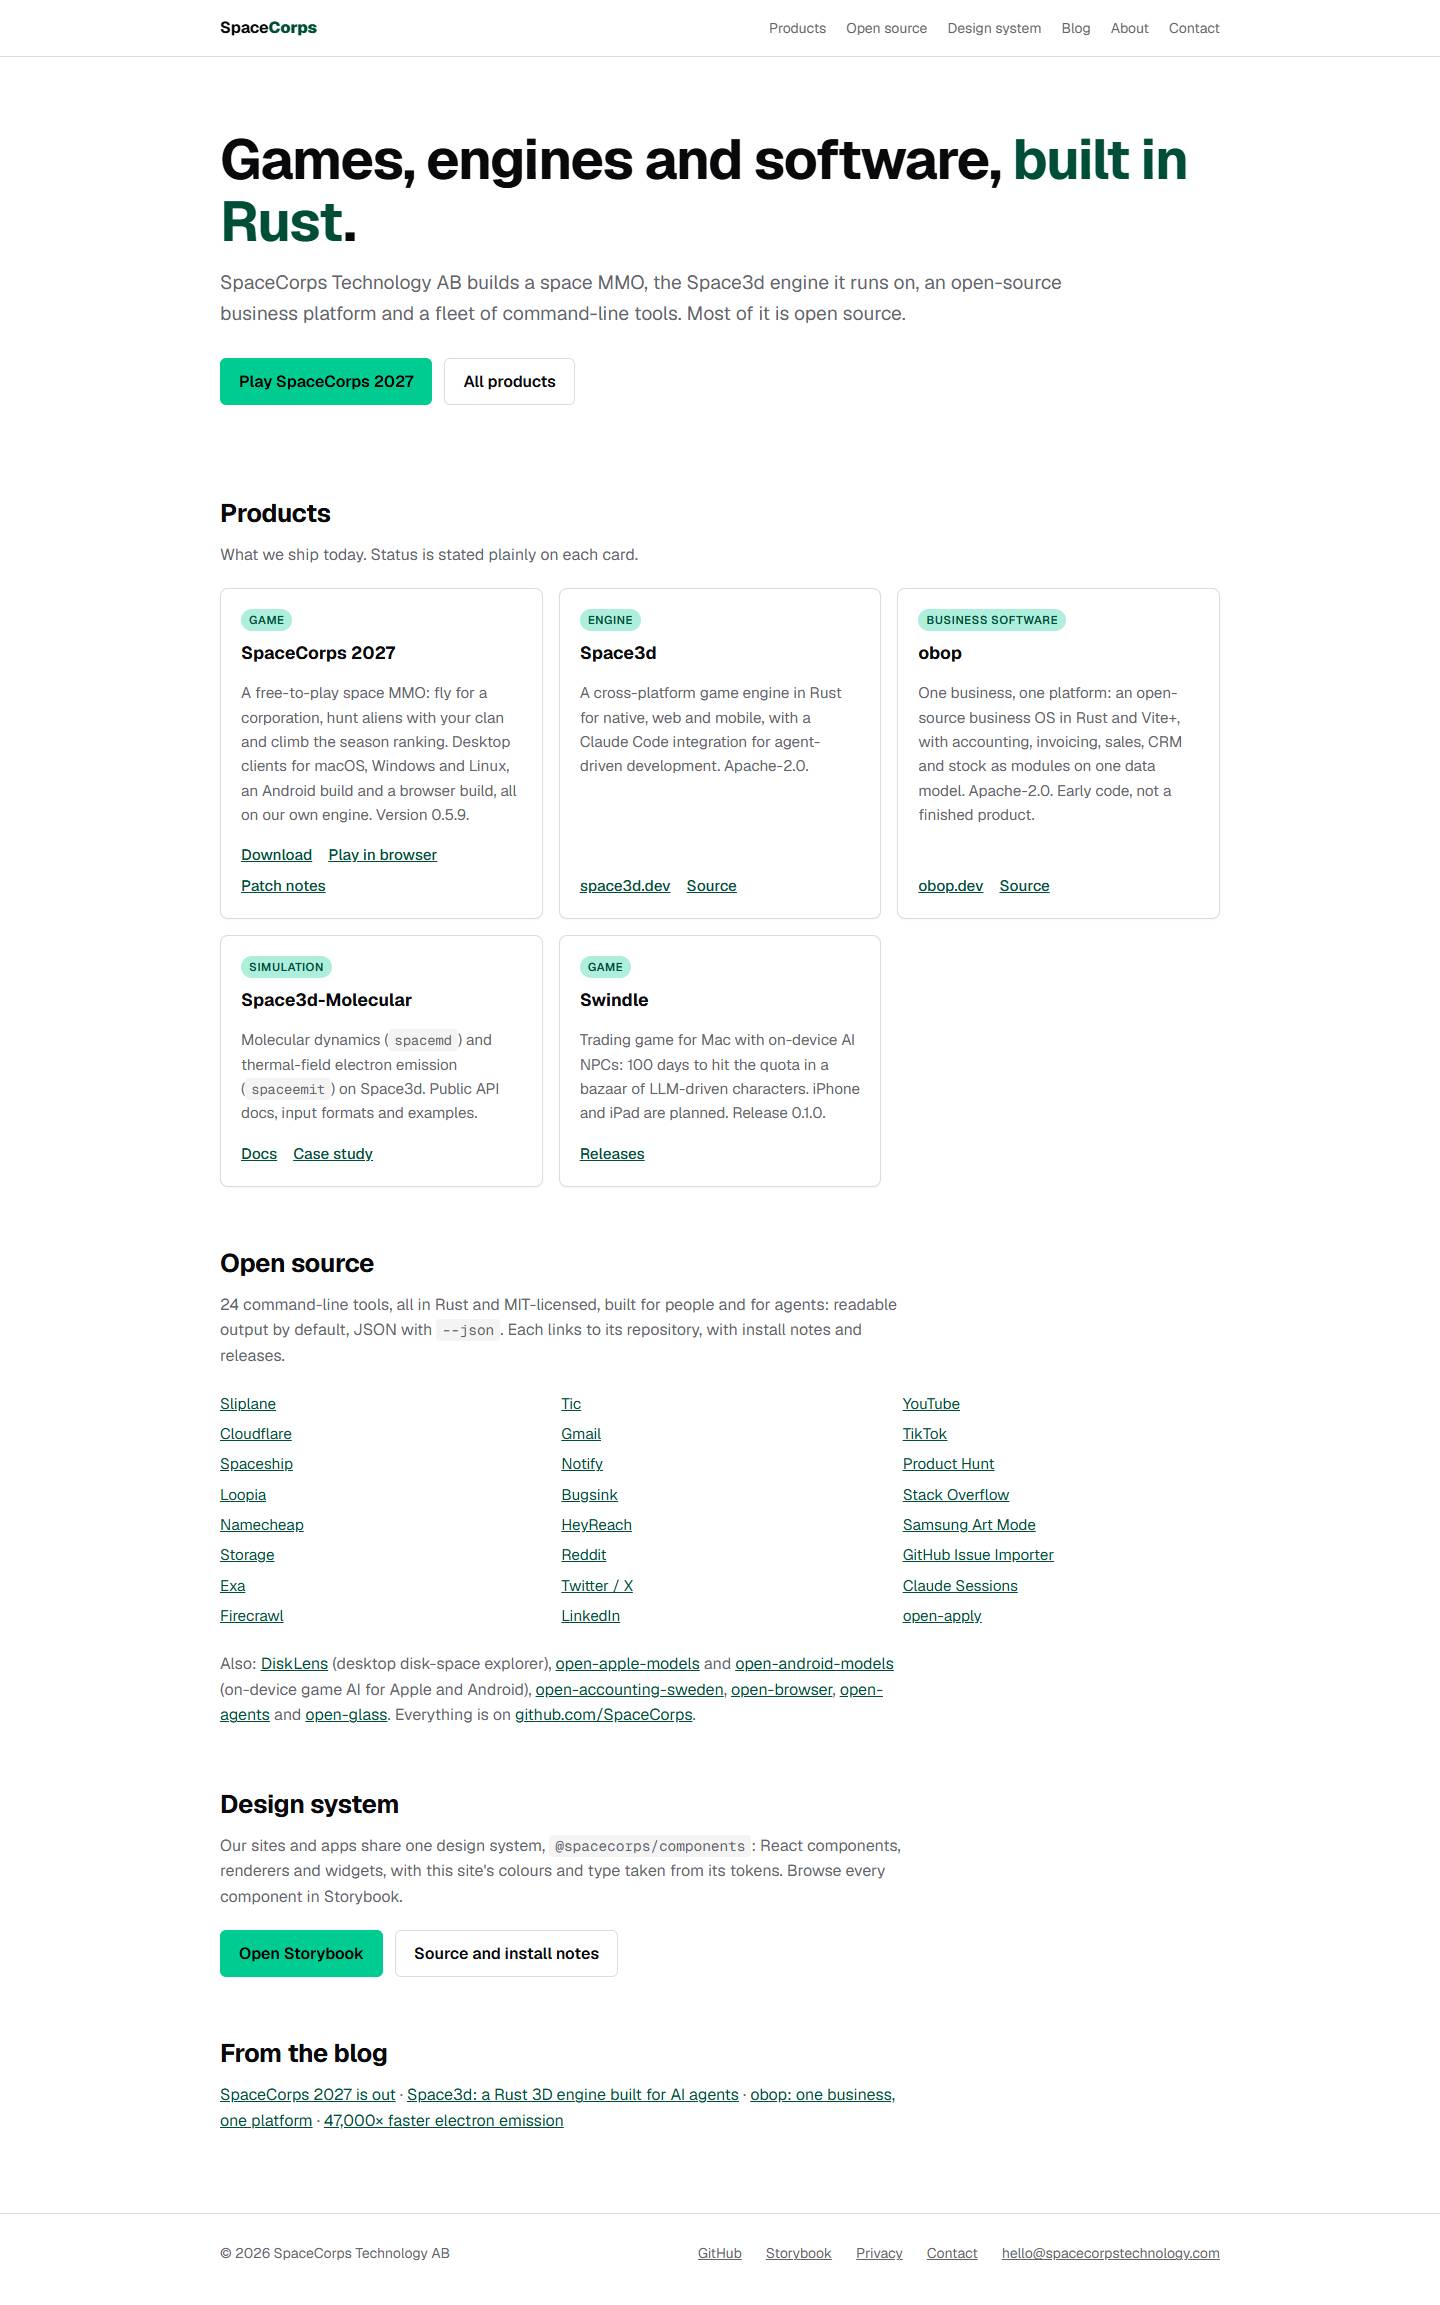 SpaceCorps
Products Open source Design system Blog About Contact
Games, engines and software, built in
Rust.
SpaceCorps Technology AB builds a space MMO, the Space3d engine it runs on, an open-source
business platform and a fleet of command-line tools. Most of it is open source.
Play SpaceCorps 2027
All products
Products
What we ship today. Status is stated plainly on each card.
GAME
SpaceCorps 2027
A free-to-play space MMO: fly for a
corporation, hunt aliens with your clan
and climb the season ranking. Desktop
clients for macOS, Windows and Linux,
an Android build and a browser build, all
on our own engine. Version 0.5.9.
Download Play in browser
Patch notes
ENGINE
Space3d
A cross-platform game engine in Rust
for native, web and mobile, with a
Claude Code integration for agent-
driven development. Apache-2.0.
space3d.dev Source
BUSINESS SOFTWARE
obop
One business, one platform: an open-
source business OS in Rust and Vite+,
with accounting, invoicing, sales, CRM
and stock as modules on one data
model. Apache-2.0. Early code, not a
finished product.
obop.dev Source
SIMULATION
Space3d-Molecular
Molecular dynamics ( spacemd ) and
thermal-field electron emission
( spaceemit ) on Space3d. Public API
docs, input formats and examples.
Docs Case study
GAME
Swindle
Trading game for Mac with on-device AI
NPCs: 100 days to hit the quota in a
bazaar of LLM-driven characters. iPhone
and iPad are planned. Release 0.1.0.
Releases
Open source
24 command-line tools, all in Rust and MIT-licensed, built for people and for agents: readable
output by default, JSON with --json . Each links to its repository, with install notes and
releases.
Sliplane
Cloudflare
Spaceship
Loopia
Namecheap
Storage
Exa
Firecrawl
Tic
Gmail
Notify
Bugsink
HeyReach
Reddit
Twitter / X
LinkedIn
YouTube
TikTok
Product Hunt
Stack Overflow
Samsung Art Mode
GitHub Issue Importer
Claude Sessions
open-apply
Also: DiskLens (desktop disk-space explorer), open-apple-models and open-android-models
(on-device game AI for Apple and Android), open-accounting-sweden, open-browser, open-
agents and open-glass. Everything is on github.com/SpaceCorps.
Design system
Our sites and apps share one design system, @spacecorps/components : React components,
renderers and widgets, with this site's colours and type taken from its tokens. Browse every
component in Storybook.
Open Storybook
Source and install notes
From the blog
SpaceCorps 2027 is out · Space3d: a Rust 3D engine built for AI agents · obop: one business,
one platform · 47,000× faster electron emission
© 2026 SpaceCorps Technology AB
GitHub Storybook Privacy Contact hello@spacecorpstechnology.com